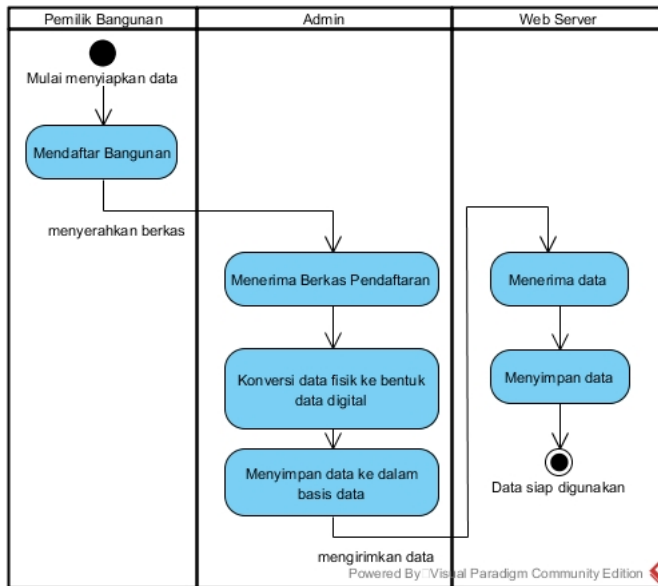 Pemilik Bangunan
Admin
Web Server
Mulai menyiapkan data
Mendaftar Bangunan
menyerahkan berkas
Menerima Berkas Pendaftaran
Konversi data fisik ke bentuk
data digital
Menyimpan data ke dalam
basis data
mengirimkan data
Menerima data
Menyimpan data
Data siap digunakan
Powered By Visual Paradigm Community Edition